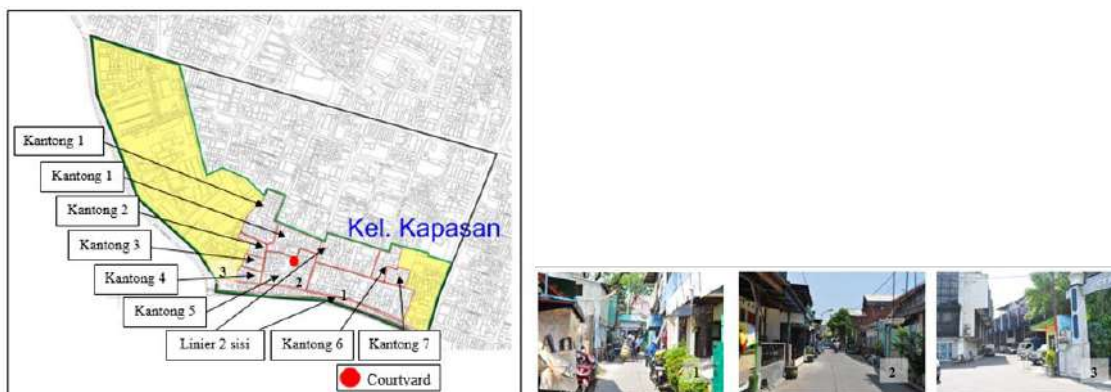 Kantong 1
Kantong 1
Kantong 2
Kel. Kapasan
Kantong 3
Kantong 4
3
2
1
Kantong 5
Linier 2 sisi
Kantong 6
Kantong 7
Courtyard
1
2
3